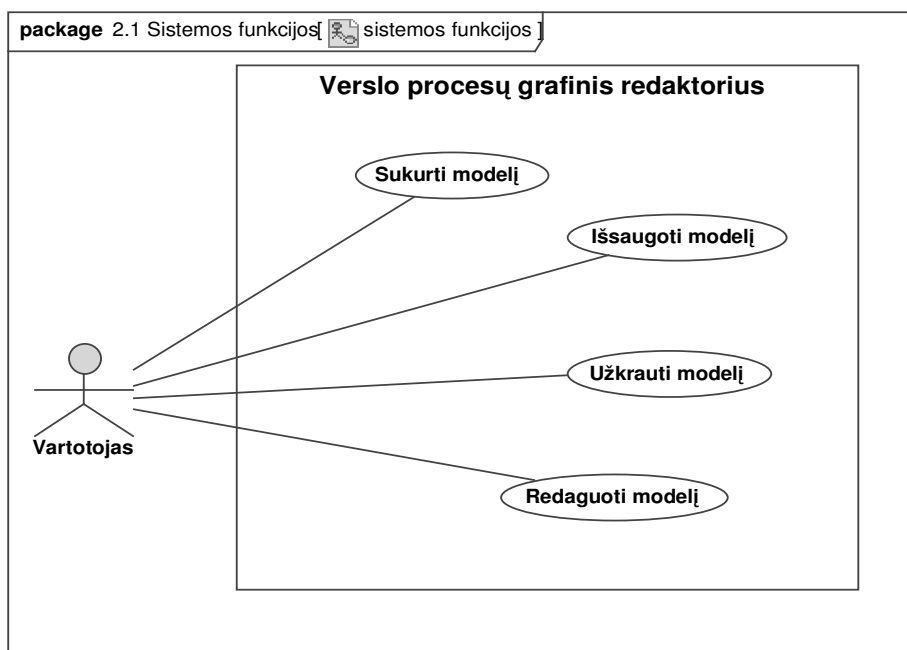 package 2.1 Sistemos funkcijos[ sistemos funkcijos ]
Verslo procesų grafinis redaktorius
Sukurti modelį
Išsaugoti modelį
Užkrauti modelį
Vartotojas
Redaguoti modelį